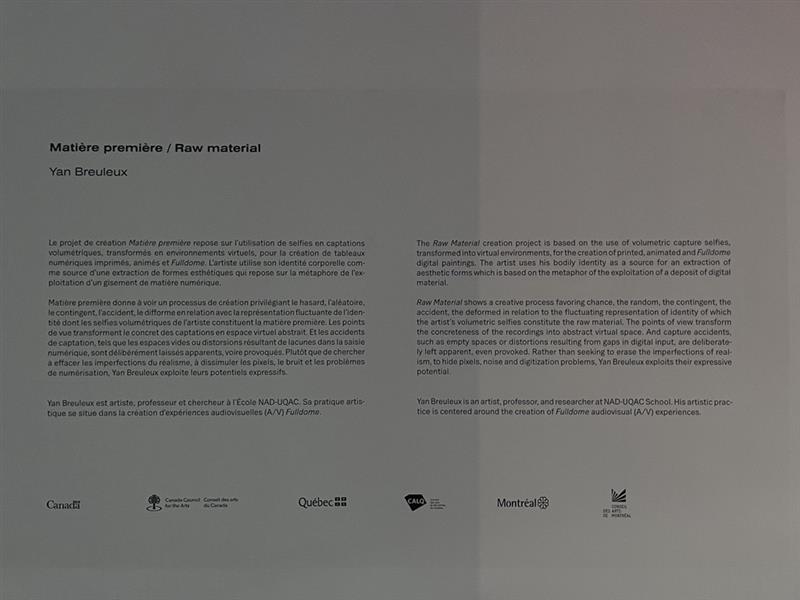 Matière première / Raw material
Yan Breuleux
Le projet de création Matière première repose sur l'utilisation de selfies en captations
volumétriques, transformés en environnements virtuels, pour la création de tableaux
numériques imprimés, animés et Fulldome. L'artiste utilise son identité corporelle com-
me source d'une extraction de formes esthétiques qui repose sur la métaphore de l'ex-
ploitation d'un gisement de matière numérique.
Matière première donne à voir un processus de création privilégiant le hasard, l'aléatoire,
le contingent, l'accident, le difforme en relation avec la représentation fluctuante de l'iden-
tité dont les selfies volumétriques de l'artiste constituent la matière première. Les points
de vue transforment le concret des captations en espace virtuel abstrait. Et les accidents
de captation, tels que les espaces vides ou distorsions résultant de lacunes dans la saisie
numérique, sont délibérément laissés apparents, voire provoqués. Plutôt que de chercher
à effacer les imperfections du réalisme, à dissimuler les pixels, le bruit et les problèmes
de numérisation, Yan Breuleux exploite leurs potentiels expressifs.
Yan Breuleux est artiste, professeur et chercheur à l'École NAD-UQAC. Sa pratique artis-
tique se situe dans la création d'expériences audiovisuelles (A/V) Fulldome.
The Raw Material creation project is based on the use of volumetric capture selfies,
transformed into virtual environments, for the creation of printed, animated and Fulldome
digital paintings. The artist uses his bodily identity as a source for an extraction of
aesthetic forms which is based on the metaphor of the exploitation of a deposit of digital
material.
Raw Material shows a creative process favoring chance, the random, the contingent, the
accident, the deformed in relation to the fluctuating representation of identity of which
the artist's volumetric selfies constitute the raw material. The points of view transform
the concreteness of the recordings into abstract virtual space. And capture accidents,
such as empty spaces or distortions resulting from gaps in digital input, are deliberate-
ly left apparent, even provoked. Rather than seeking to erase the imperfections of real-
ism, to hide pixels, noise and digitization problems, Yan Breuleux exploits their expressive
potential.
Yan Breuleux is an artist, professor, and researcher at NAD-UQAC School. His artistic prac-
tice is centered around the creation of Fulldome audiovisual (A/V) experiences.
Canada
Canada Council Conseil des arts
for the Arts du Canada
Québec
CALQ
Montréal
CONSEIL
DES ARTS
DE MONTRÉAL